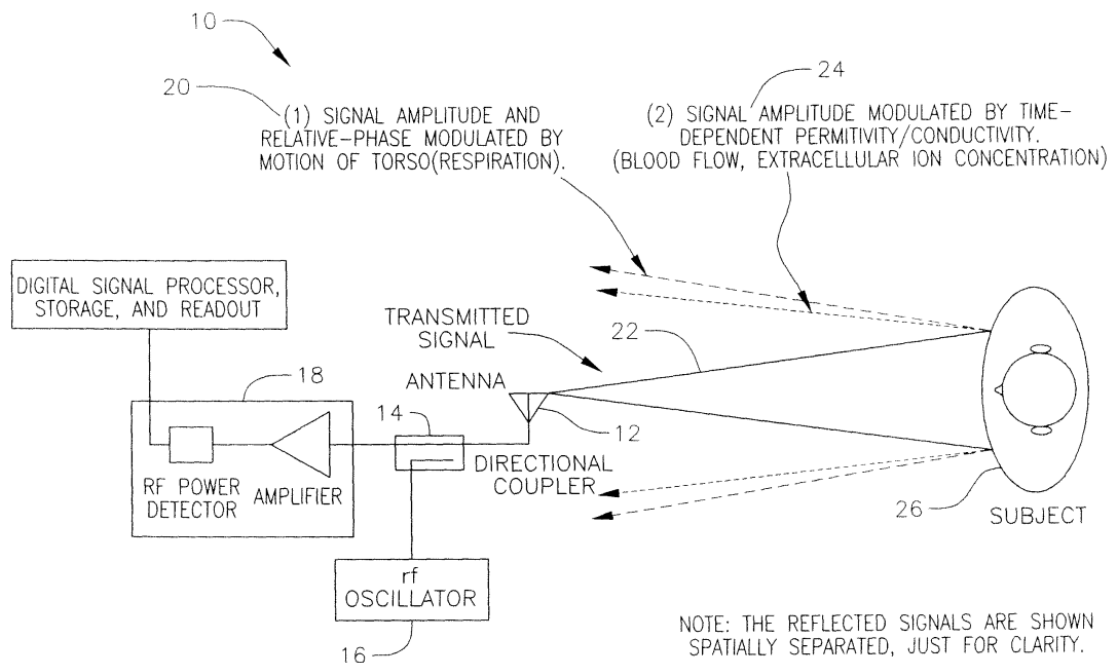 10
20
24
(1) SIGNAL AMPLITUDE AND
RELATIVE-PHASE MODULATED BY
MOTION OF TORSO(RESPIRATION).
(2) SIGNAL AMPLITUDE MODULATED BY TIME-
DEPENDENT PERMITIVITY/CONDUCTIVITY.
(BLOOD FLOW, EXTRACELLULAR ION CONCENTRATION)
DIGITAL SIGNAL PROCESSOR,
STORAGE, AND READOUT
TRANSMITTED
SIGNAL
22
18
ANTENNA
14
12
DIRECTIONAL
COUPLER
RF POWER
DETECTOR
AMPLIFIER
26
SUBJECT
rf
OSCILLATOR
16
NOTE: THE REFLECTED SIGNALS ARE SHOWN
SPATIALLY SEPARATED, JUST FOR CLARITY.